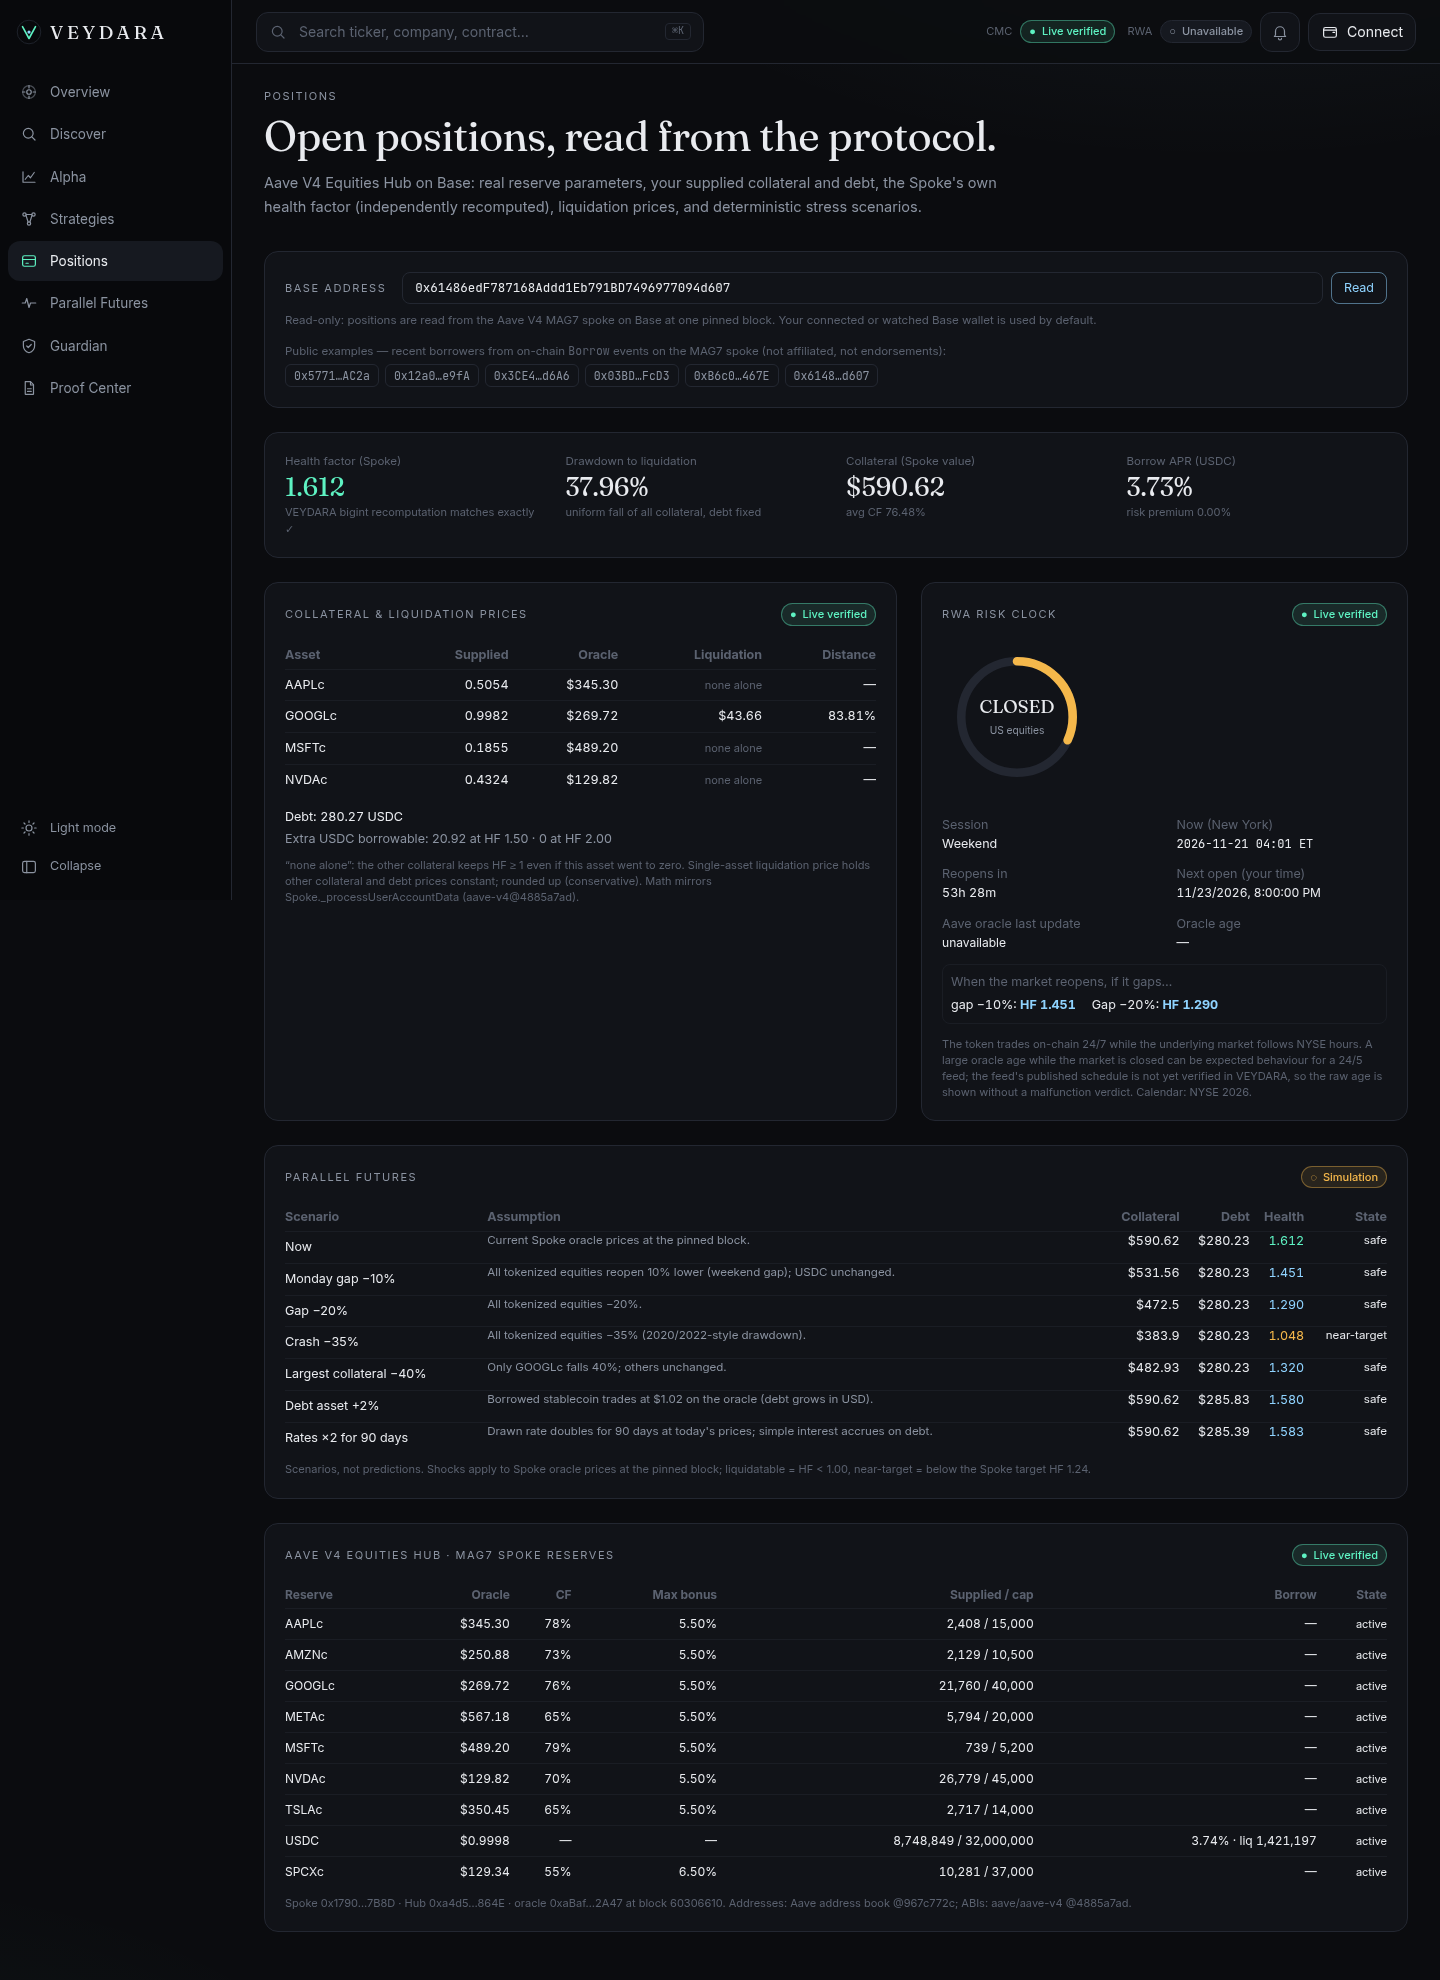 VEYDARA
Search ticker, company, contract...
⌘K
CMC
Live verified
RWA
Unavailable
Connect
Overview
Discover
Alpha
Strategies
Positions
Parallel Futures
Guardian
Proof Center
Light mode
Collapse
POSITIONS
Open positions, read from the protocol.
Aave V4 Equities Hub on Base: real reserve parameters, your supplied collateral and debt, the Spoke's own
health factor (independently recomputed), liquidation prices, and deterministic stress scenarios.
BASE ADDRESS
0x61486edF787168Addd1Eb791BD7496977094d607
Read
Read-only: positions are read from the Aave V4 MAG7 spoke on Base at one pinned block. Your connected or watched Base wallet is used by default.
Public examples — recent borrowers from on-chain Borrow events on the MAG7 spoke (not affiliated, not endorsements):
0x5771…AC2a 0x12a0…e9fA 0x3CE4…d6A6 0x03BD…FcD3 0xB6c0…467E 0x6148…d607
Health factor (Spoke)
1.612
VEYDARA bigint recomputation matches exactly
✓
Drawdown to liquidation
37.96%
uniform fall of all collateral, debt fixed
Collateral (Spoke value)
$590.62
avg CF 76.48%
Borrow APR (USDC)
3.73%
risk premium 0.00%
COLLATERAL & LIQUIDATION PRICES
Live verified
Asset Supplied Oracle Liquidation Distance
AAPLc 0.5054 $345.30 none alone —
GOOGLc 0.9982 $269.72 $43.66 83.81%
MSFTc 0.1855 $489.20 none alone —
NVDAc 0.4324 $129.82 none alone —
Debt: 280.27 USDC
Extra USDC borrowable: 20.92 at HF 1.50 · 0 at HF 2.00
“none alone”: the other collateral keeps HF ≥ 1 even if this asset went to zero. Single-asset liquidation price holds
other collateral and debt prices constant; rounded up (conservative). Math mirrors
Spoke._processUserAccountData (aave-v4@4885a7ad).
RWA RISK CLOCK
Live verified
CLOSED
US equities
Session
Weekend
Now (New York)
2026-11-21 04:01 ET
Reopens in
53h 28m
Next open (your time)
11/23/2026, 8:00:00 PM
Aave oracle last update
unavailable
Oracle age
—
When the market reopens, if it gaps…
gap −10%: HF 1.451 Gap −20%: HF 1.290
The token trades on-chain 24/7 while the underlying market follows NYSE hours. A
large oracle age while the market is closed can be expected behaviour for a 24/5
feed; the feed's published schedule is not yet verified in VEYDARA, so the raw age is
shown without a malfunction verdict. Calendar: NYSE 2026.
PARALLEL FUTURES
Simulation
Scenario Assumption Collateral Debt Health State
Now Current Spoke oracle prices at the pinned block. $590.62 $280.23 1.612 safe
Monday gap −10% All tokenized equities reopen 10% lower (weekend gap); USDC unchanged. $531.56 $280.23 1.451 safe
Gap −20% All tokenized equities −20%. $472.5 $280.23 1.290 safe
Crash −35% All tokenized equities −35% (2020/2022-style drawdown). $383.9 $280.23 1.048 near-target
Largest collateral −40% Only GOOGLc falls 40%; others unchanged. $482.93 $280.23 1.320 safe
Debt asset +2% Borrowed stablecoin trades at $1.02 on the oracle (debt grows in USD). $590.62 $285.83 1.580 safe
Rates ×2 for 90 days Drawn rate doubles for 90 days at today's prices; simple interest accrues on debt. $590.62 $285.39 1.583 safe
Scenarios, not predictions. Shocks apply to Spoke oracle prices at the pinned block; liquidatable = HF < 1.00, near-target = below the Spoke target HF 1.24.
AAVE V4 EQUITIES HUB · MAG7 SPOKE RESERVES
Live verified
Reserve Oracle CF Max bonus Supplied / cap Borrow State
AAPLc $345.30 78% 5.50% 2,408 / 15,000 — active
AMZNc $250.88 73% 5.50% 2,129 / 10,500 — active
GOOGLc $269.72 76% 5.50% 21,760 / 40,000 — active
METAc $567.18 65% 5.50% 5,794 / 20,000 — active
MSFTc $489.20 79% 5.50% 739 / 5,200 — active
NVDAc $129.82 70% 5.50% 26,779 / 45,000 — active
TSLAc $350.45 65% 5.50% 2,717 / 14,000 — active
USDC $0.9998 — — 8,748,849 / 32,000,000 3.74% · liq 1,421,197 active
SPCXc $129.34 55% 6.50% 10,281 / 37,000 — active
Spoke 0x1790…7B8D · Hub 0xa4d5…864E · oracle 0xaBaf…2A47 at block 60306610. Addresses: Aave address book @967c772c; ABIs: aave/aave-v4 @4885a7ad.